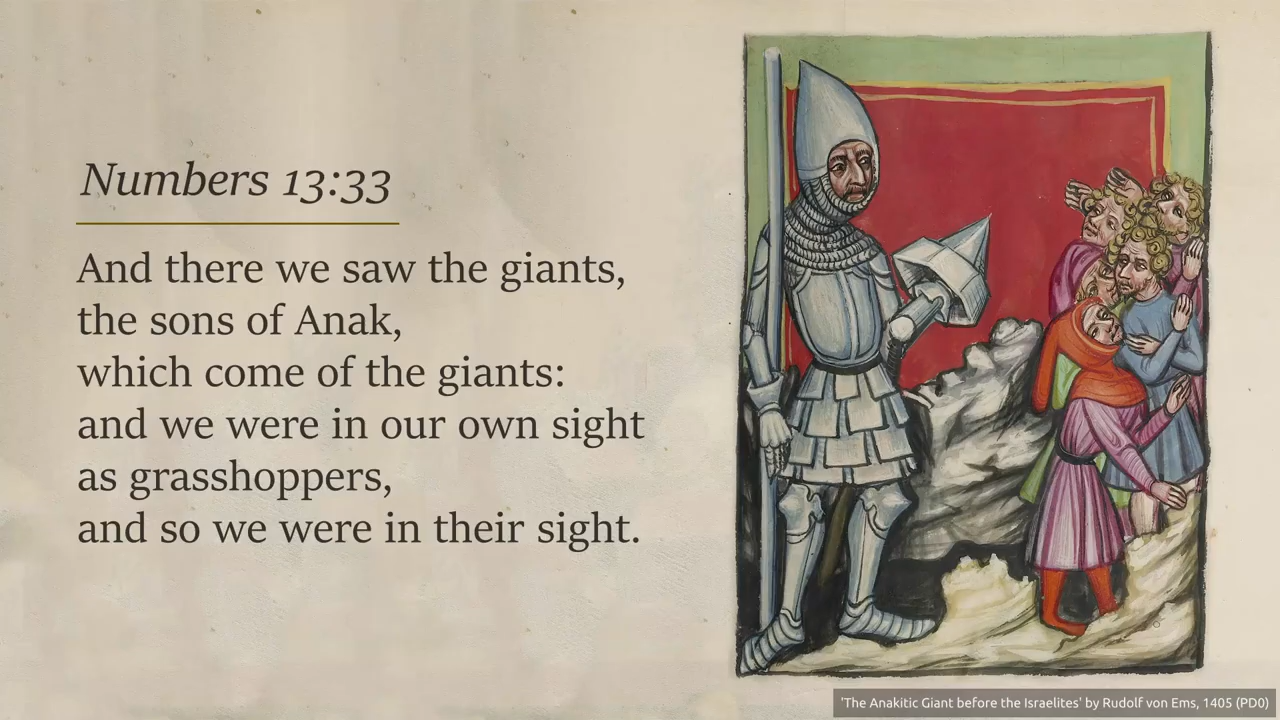 Numbers 13:33
And there we saw the giants,
the sons of Anak,
which come of the giants:
and we were in our own sight
as grasshoppers,
and so we were in their sight.
'The Anakitic Giant before the Israelites' by Rudolf von Ems, 1405 (PD0)